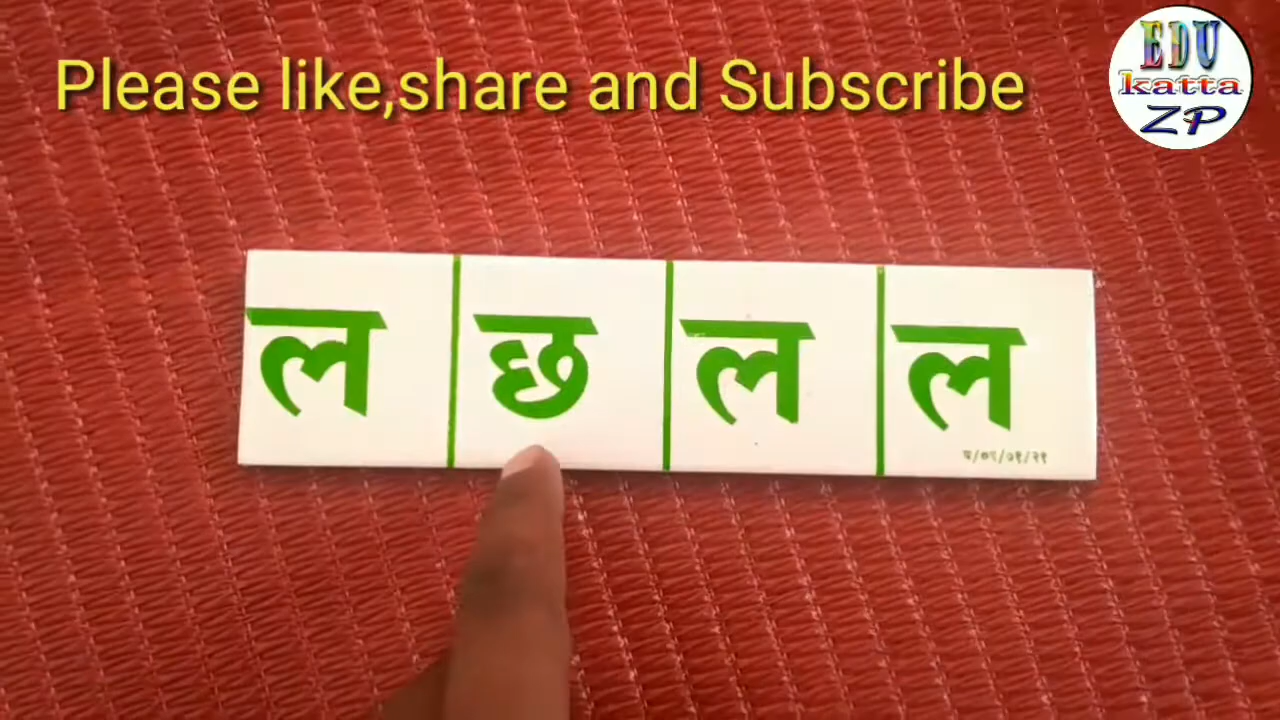 Please like,share and Subscribe
EDU
katta
ZP
ल छ ल ल